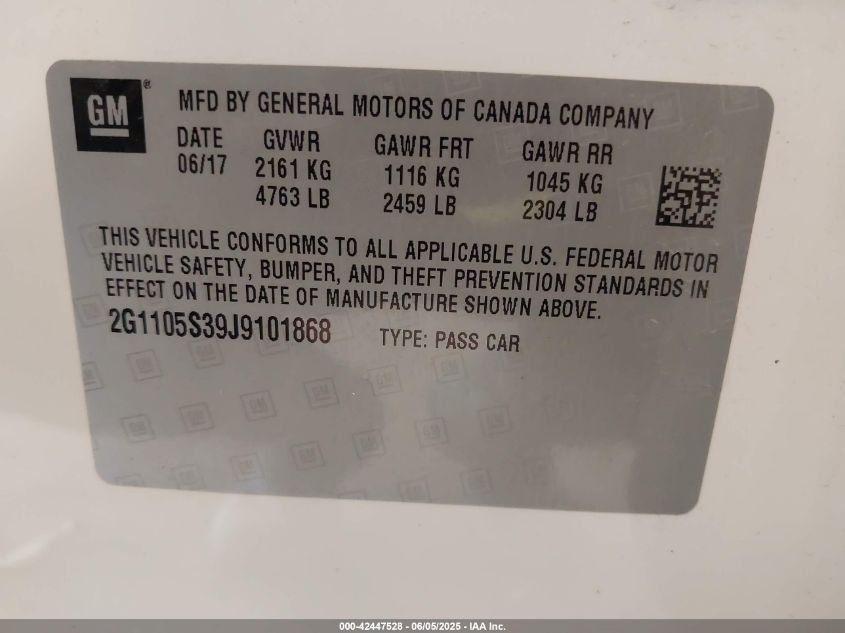 GM®
MFD BY GENERAL MOTORS OF CANADA COMPANY
DATE GVWR GAWR FRT GAWR RR
06/17 2161 KG 1116 KG 1045 KG
4763 LB 2459 LB 2304 LB
THIS VEHICLE CONFORMS TO ALL APPLICABLE U.S. FEDERAL MOTOR
VEHICLE SAFETY, BUMPER, AND THEFT PREVENTION STANDARDS IN
EFFECT ON THE DATE OF MANUFACTURE SHOWN ABOVE.
2G1105S39J9101868 TYPE: PASS CAR
000-42447528 - 06/05/2025 - IAA Inc.